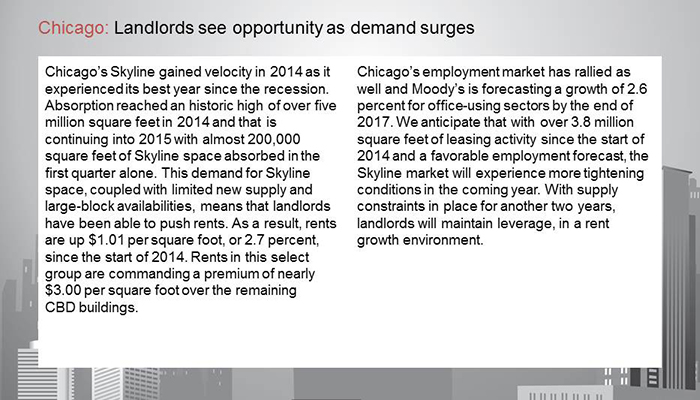 Chicago: Landlords see opportunity as demand surges
Chicago's Skyline gained velocity in 2014 as it
experienced its best year since the recession.
Absorption reached an historic high of over five
million square feet in 2014 and that is
continuing into 2015 with almost 200,000
square feet of Skyline space absorbed in the
first quarter alone. This demand for Skyline
space, coupled with limited new supply and
large-block availabilities, means that landlords
have been able to push rents. As a result, rents
are up $1.01 per square foot, or 2.7 percent,
since the start of 2014. Rents in this select
group are commanding a premium of nearly
$3.00 per square foot over the remaining
CBD buildings.
Chicago's employment market has rallied as
well and Moody's is forecasting a growth of 2.6
percent for office-using sectors by the end of
2017. We anticipate that with over 3.8 million
square feet of leasing activity since the start of
2014 and a favorable employment forecast, the
Skyline market will experience more tightening
conditions in the coming year. With supply
constraints in place for another two years,
landlords will maintain leverage, in a rent
growth environment.